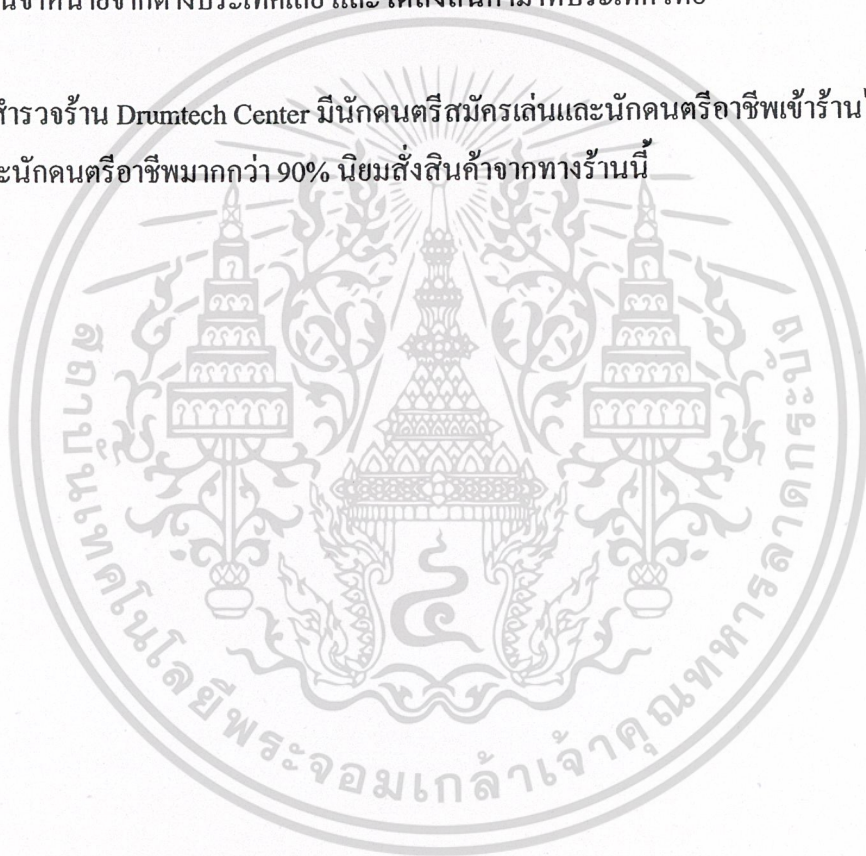 สำรวจร้าน Drumtech Center มีนักดนตรีสมัครเล่นและนักดนตรีอาชีพเข้าร้าน
ะนักดนตรีอาชีพมากกว่า 90% นิยมสั่งสินค้าจากทางร้านนี้
สถาบันเทคโนโลยีพระจอมเกล้าเจ้าคุณทหารลาดกระบัง